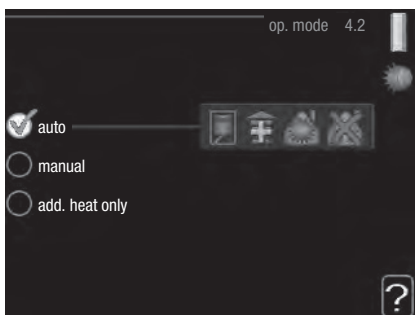 op. mode 4.2
auto
manual
add. heat only
?